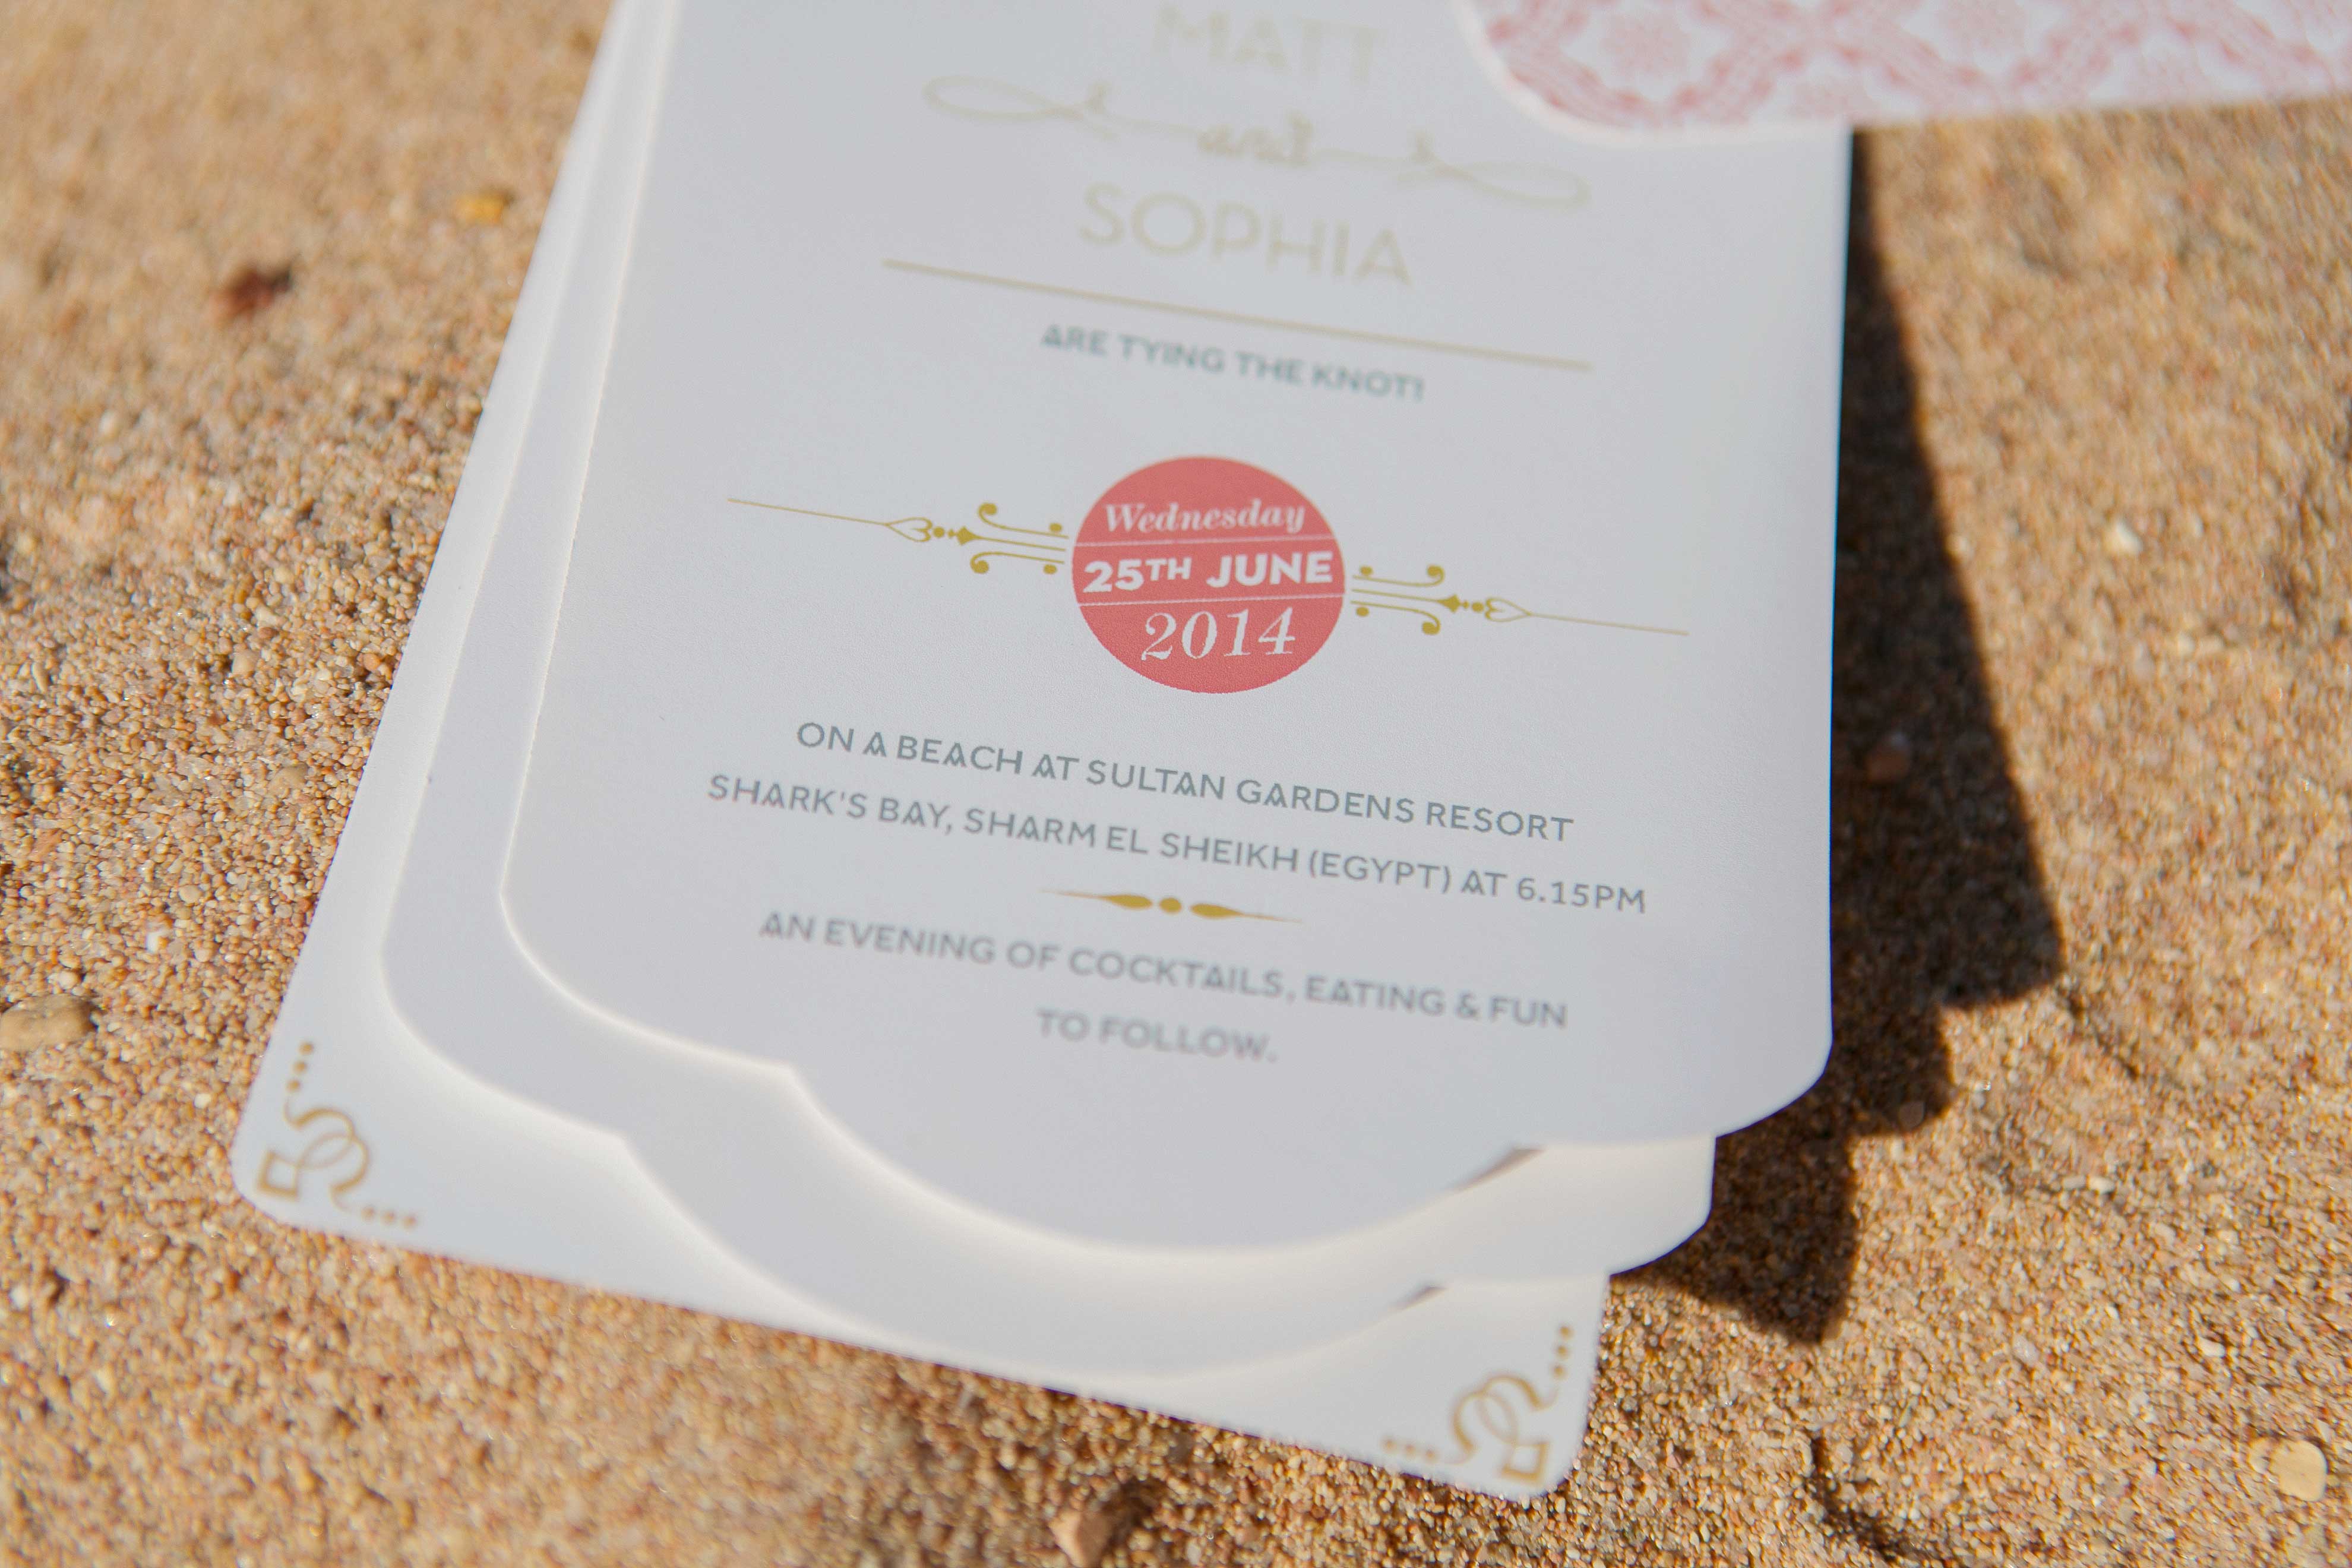 MATT
and
SOPHIA
ARE TYING THE KNOT!
Wednesday
25TH JUNE
2014
ON A BEACH AT SULTAN GARDENS RESORT
SHARK'S BAY, SHARM EL SHEIKH (EGYPT) AT 6.15PM
AN EVENING OF COCKTAILS, EATING & FUN
TO FOLLOW.